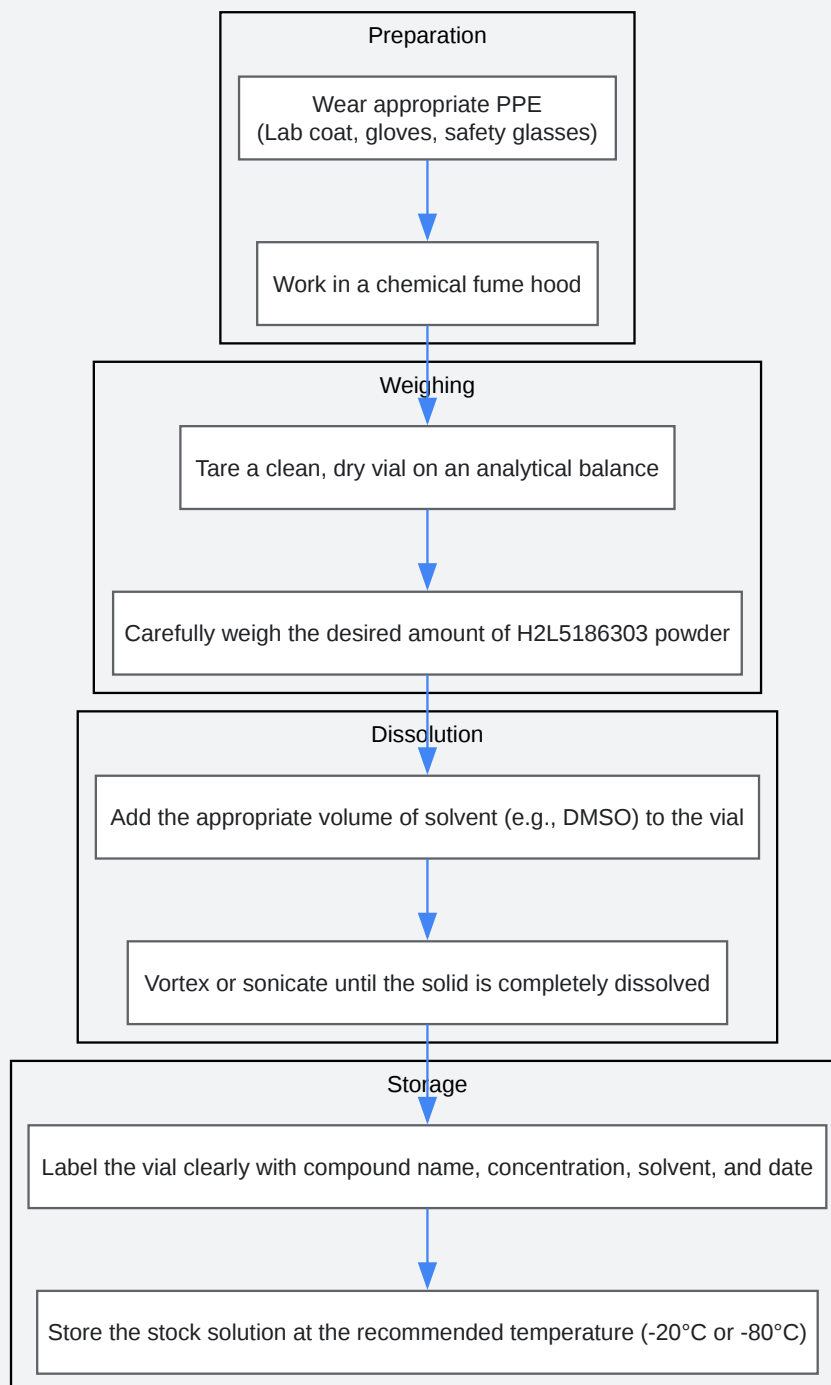 Preparation
Wear appropriate PPE
(Lab coat, gloves, safety glasses)
Work in a chemical fume hood
Weighing
Tare a clean, dry vial on an analytical balance
Carefully weigh the desired amount of H2L5186303 powder
Dissolution
Add the appropriate volume of solvent (e.g., DMSO) to the vial
Vortex or sonicate until the solid is completely dissolved
Storage
Label the vial clearly with compound name, concentration, solvent, and date
Store the stock solution at the recommended temperature (-20°C or -80°C)